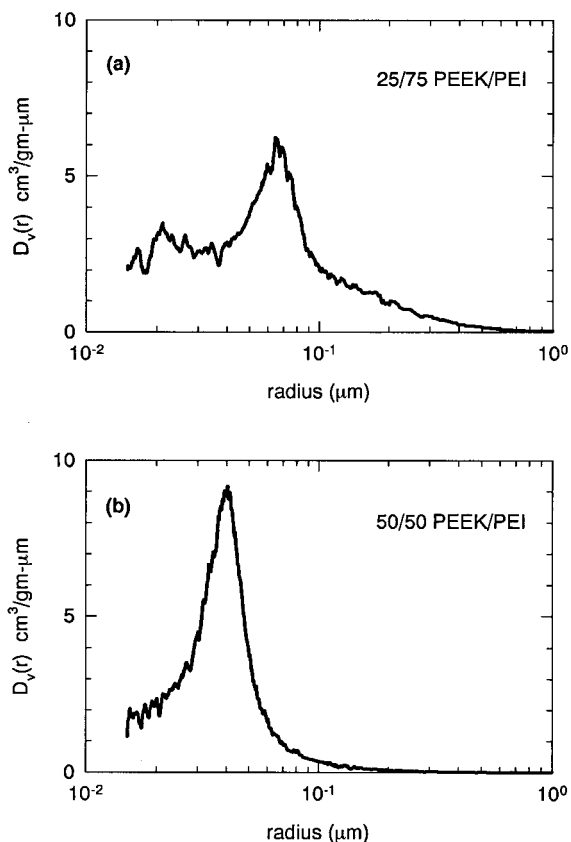 10
(a)
25/75 PEEK/PEI
5
Dᵥ(r) cm³/gm-μm
0
10⁻² 10⁻¹ 10⁰
radius (μm)
10
(b)
50/50 PEEK/PEI
5
Dᵥ(r) cm³/gm-μm
0
10⁻² 10⁻¹ 10⁰
radius (μm)